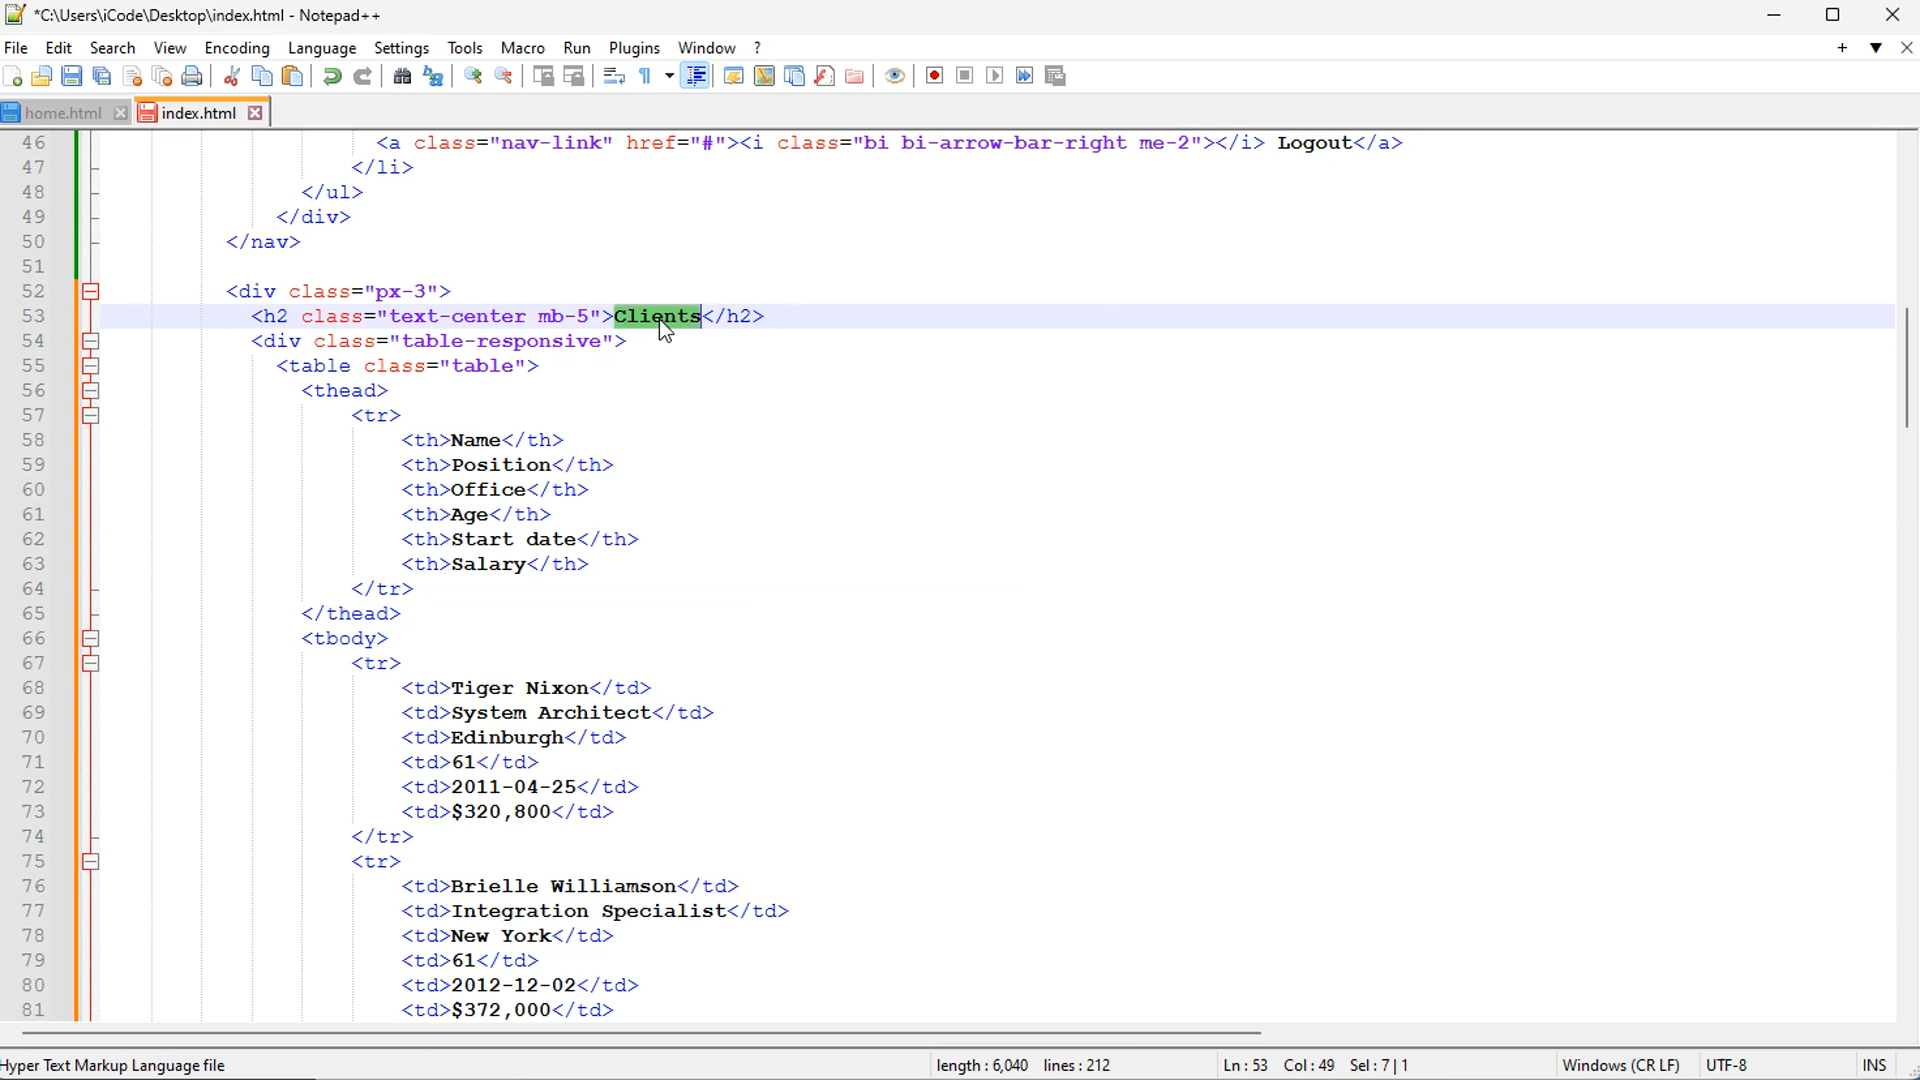 *C:\Users\iCode\Desktop\index.html - Notepad++
File Edit Search View Encoding Language Settings Tools Macro Run Plugins Window ?
home.html index.html
46 <a class="nav-link" href="#"><i class="bi bi-arrow-bar-right me-2"></i> Logout</a>
47 </li>
48 </ul>
49 </div>
50 </nav>
51
52 <div class="px-3">
53 <h2 class="text-center mb-5">Clients</h2>
54 <div class="table-responsive">
55 <table class="table">
56 <thead>
57 <tr>
58 <th>Name</th>
59 <th>Position</th>
60 <th>Office</th>
61 <th>Age</th>
62 <th>Start date</th>
63 <th>Salary</th>
64 </tr>
65 </thead>
66 <tbody>
67 <tr>
68 <td>Tiger Nixon</td>
69 <td>System Architect</td>
70 <td>Edinburgh</td>
71 <td>61</td>
72 <td>2011-04-25</td>
73 <td>$320,800</td>
74 </tr>
75 <tr>
76 <td>Brielle Williamson</td>
77 <td>Integration Specialist</td>
78 <td>New York</td>
79 <td>61</td>
80 <td>2012-12-02</td>
81 <td>$372,000</td>
Hyper Text Markup Language file length : 6,040 lines : 212 Ln : 53 Col : 49 Sel : 7 | 1 Windows (CR LF) UTF-8 INS